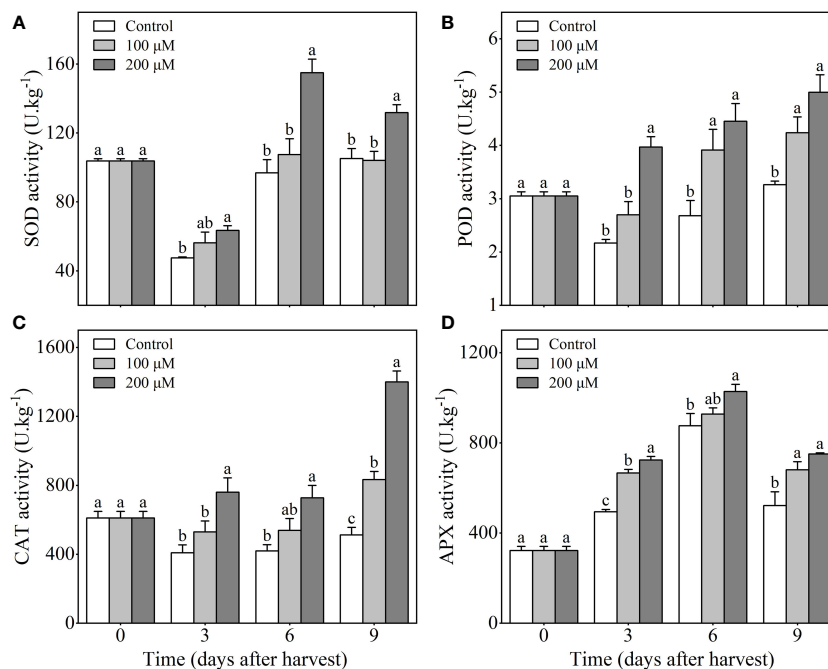 A
Control
100 μM
200 μM
SOD activity (U.kg-1)
160
120
80
40
a a a
b ab a
b b a
b b a
B
Control
100 μM
200 μM
POD activity (U.kg-1)
6
5
4
3
2
1
a a a
b b a
b a a
b a a
C
Control
100 μM
200 μM
CAT activity (U.kg-1)
1600
1200
800
400
0
a a a
b b a
b ab a
c b a
0 3 6 9
Time (days after harvest)
D
Control
100 μM
200 μM
APX activity (U.kg-1)
1200
800
400
0
a a a
c b a
b ab a
b a a
0 3 6 9
Time (days after harvest)